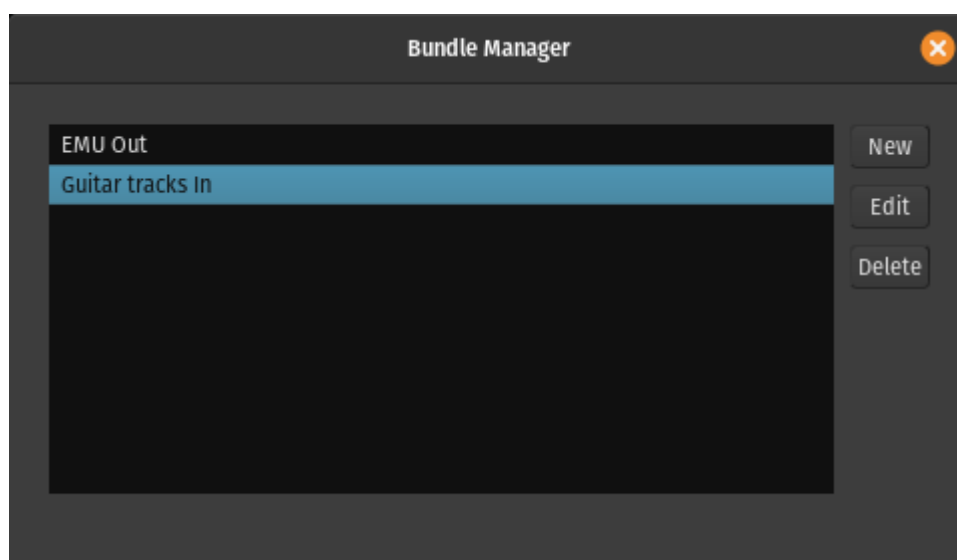 Bundle Manager
EMU Out
Guitar tracks In
New
Edit
Delete